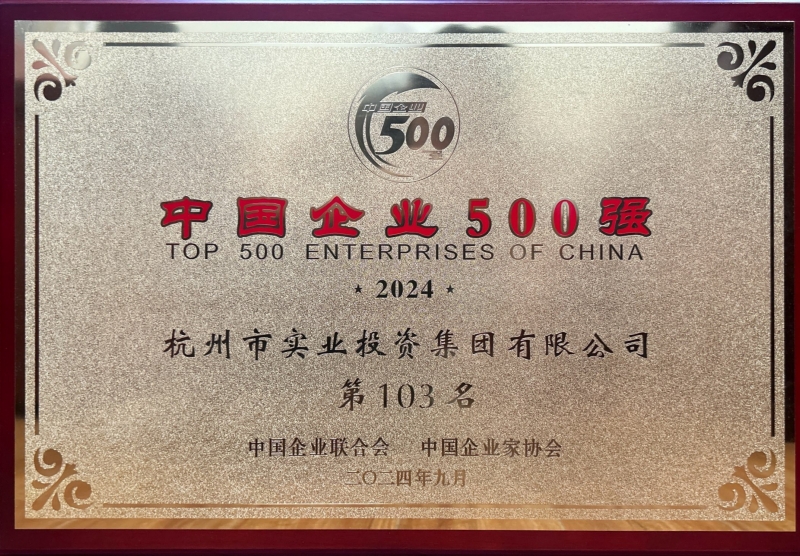 中国企业
500
强
中国企业500强
TOP 500 ENTERPRISES OF CHINA
★ 2024 ★
杭州市实业投资集团有限公司
第103名
中国企业联合会 中国企业家协会
二〇二四年九月